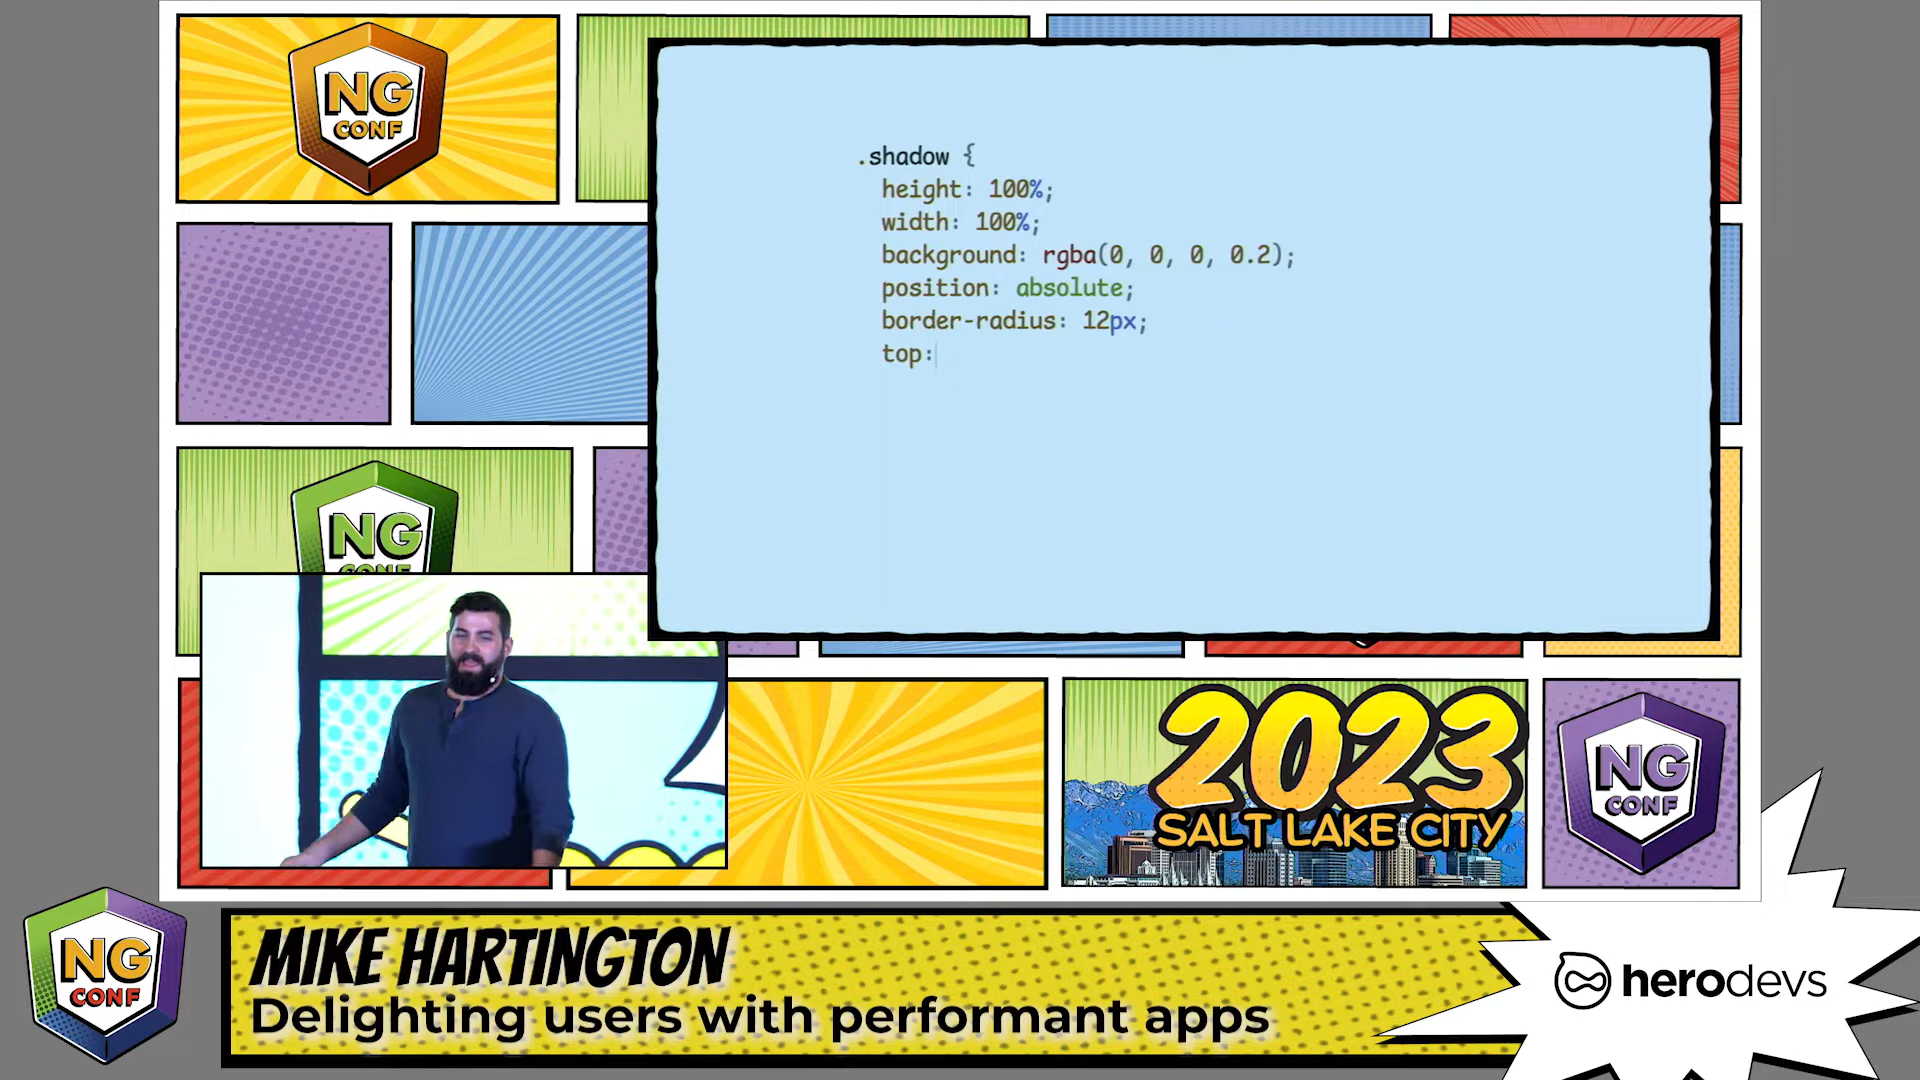 NG
CONF
.shadow {
height: 100%;
width: 100%;
background: rgba(0, 0, 0, 0.2);
position: absolute;
border-radius: 12px;
top:
NG
CONF
2023
SALT LAKE CITY
NG
CONF
NG
CONF
MIKE HARTINGTON
Delighting users with performant apps
herodevs